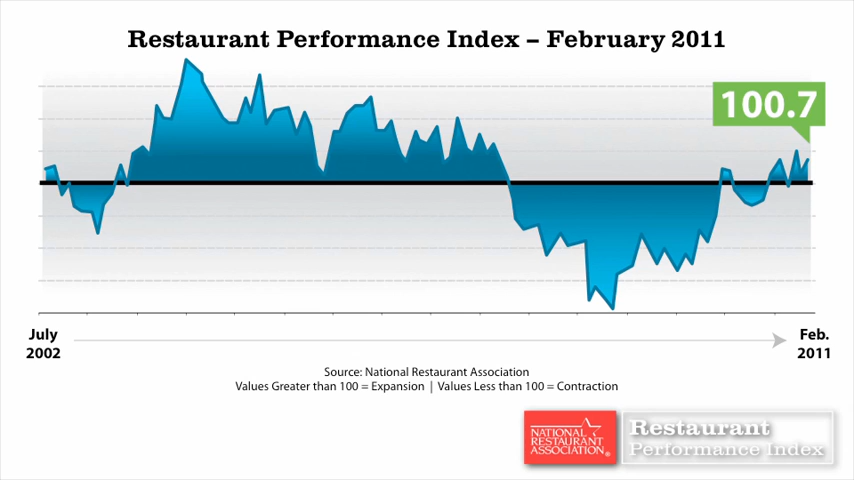 Restaurant Performance Index – February 2011
100.7
July
2002
Feb.
2011
Source: National Restaurant Association
Values Greater than 100 = Expansion | Values Less than 100 = Contraction
NATIONAL
RESTAURANT
ASSOCIATION®
Restaurant
Performance Index